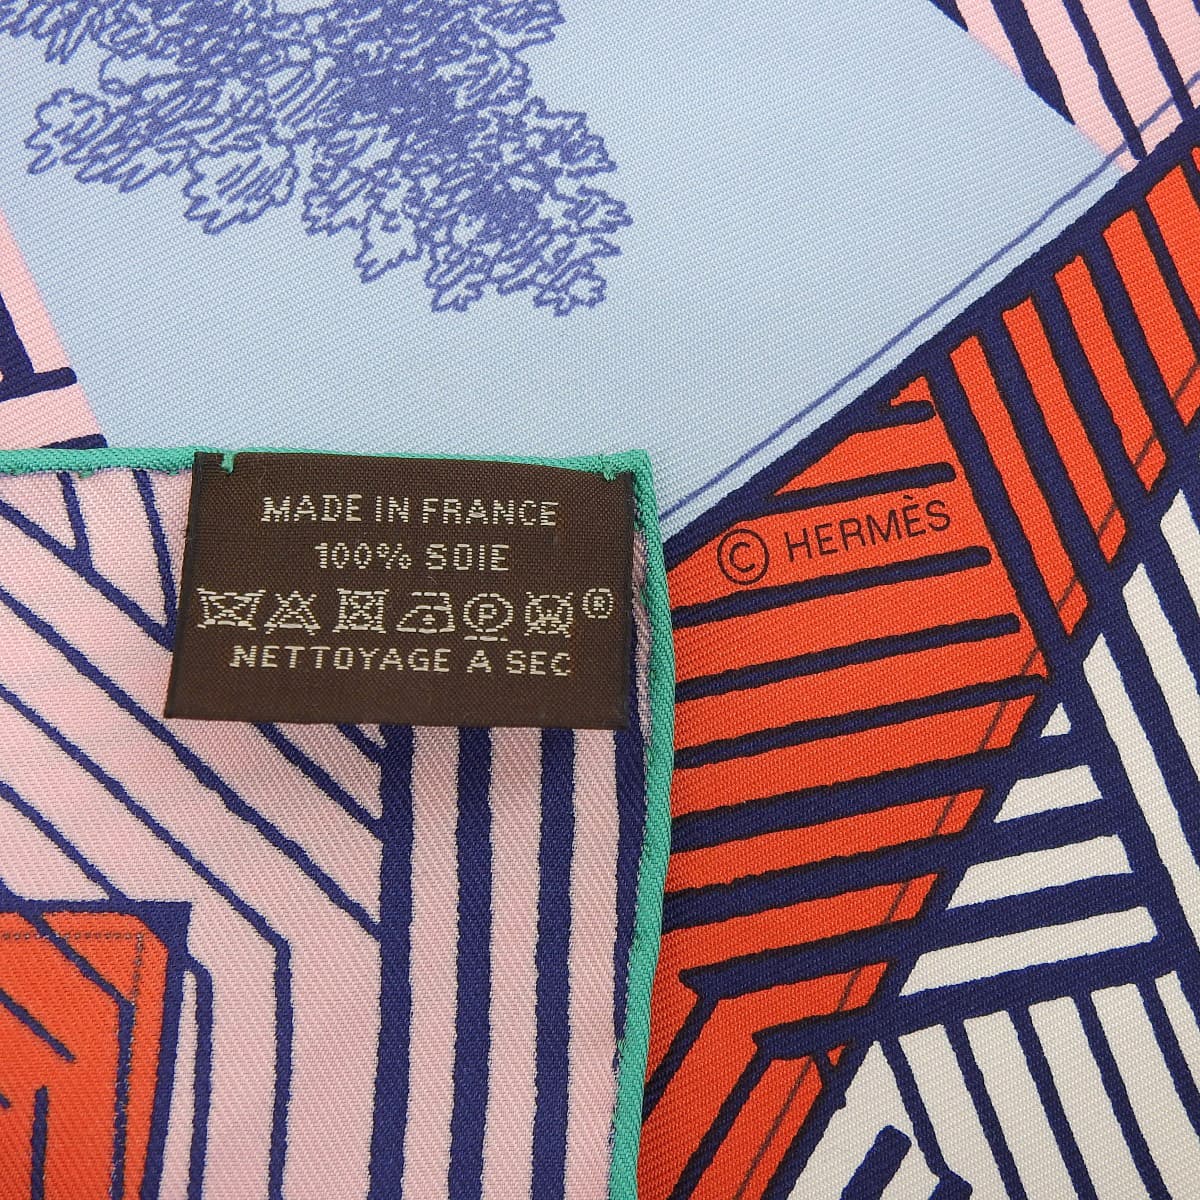 MADE IN FRANCE
100% SOIE
P W ®
NETTOYAGE A SEC
© HERMÈS